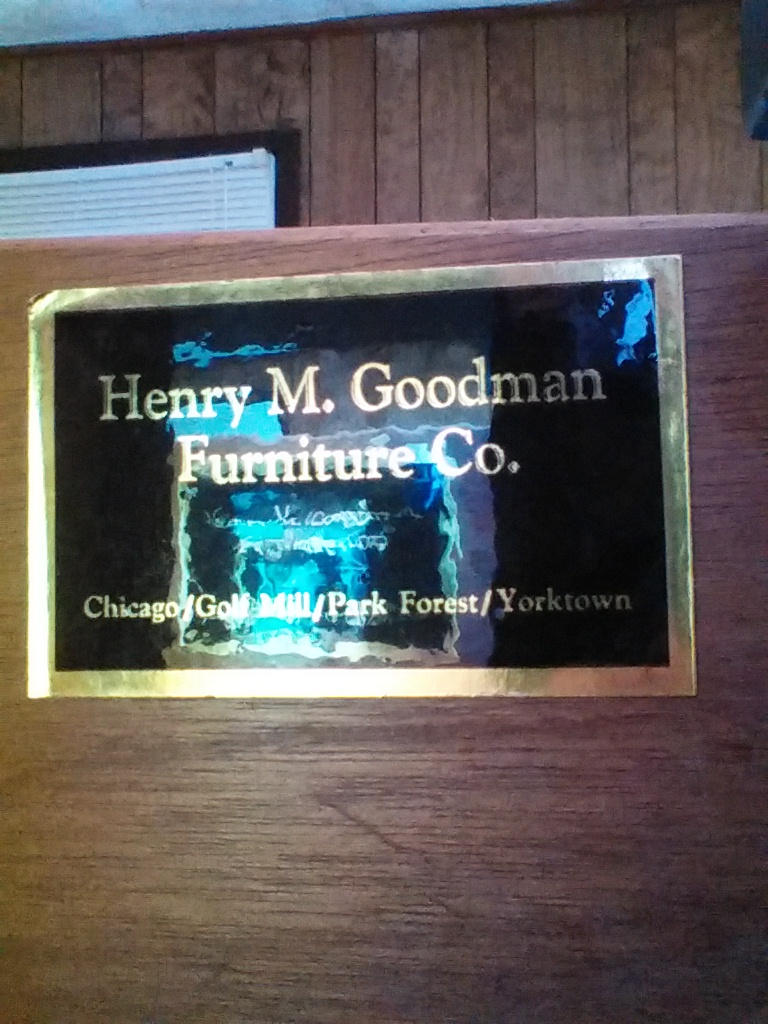 Henry M. Goodman
Furniture Co.
Chicago/Golf Mill/Park Forest/Yorktown